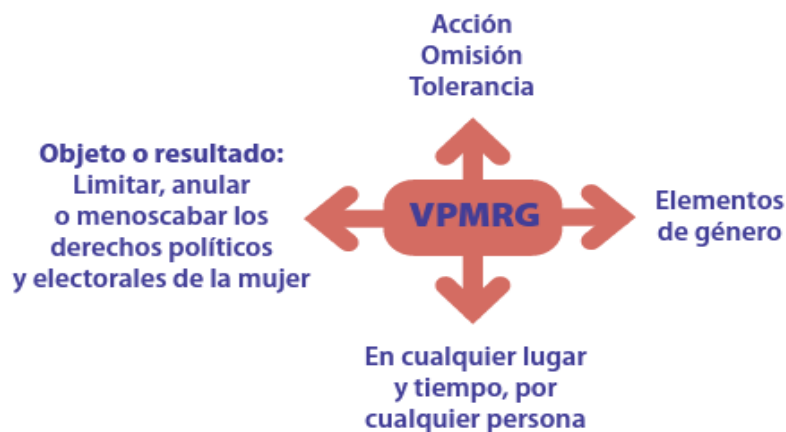 Acción
Omisión
Tolerancia
Objeto o resultado:
Limitar, anular
o menoscabar los
derechos políticos
y electorales de la mujer
VPMRG
Elementos
de género
En cualquier lugar
y tiempo, por
cualquier persona